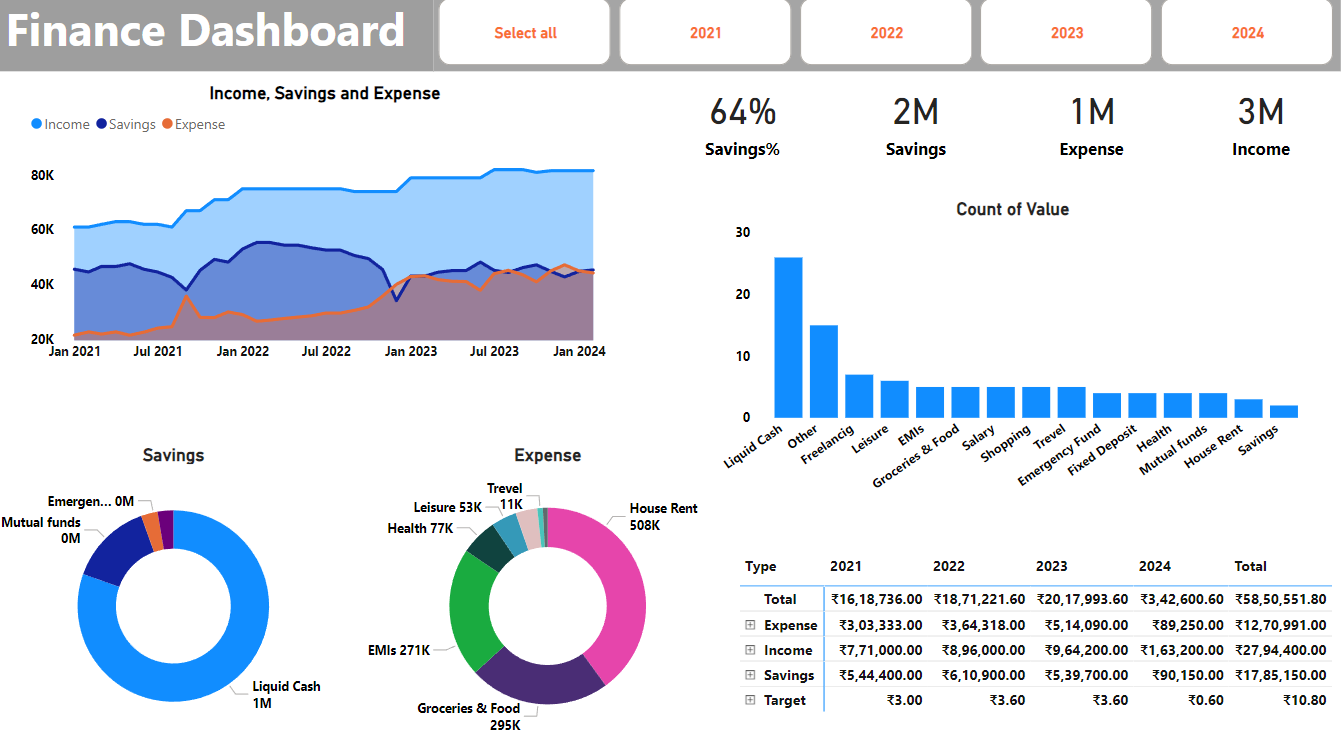 Finance Dashboard
Select all
2021
2022
2023
2024
Income, Savings and Expense
Income Savings Expense
80K
60K
40K
20K
Jan 2021 Jul 2021 Jan 2022 Jul 2022 Jan 2023 Jul 2023 Jan 2024
64%
Savings%
2M
Savings
1M
Expense
3M
Income
Count of Value
30
20
10
0
Liquid Cash
Other
Freelancig
Leisure
EMIs
Groceries & Food
Salary
Shopping
Trevel
Emergency Fund
Fixed Deposit
Health
Mutual funds
House Rent
Savings
Savings
Emergen... 0M
Mutual funds
0M
Liquid Cash
1M
Expense
Trevel
11K
Leisure 53K
Health 77K
House Rent
508K
EMIs 271K
Groceries & Food
295K
Type 2021 2022 2023 2024 Total
Total ₹16,18,736.00 ₹18,71,221.60 ₹20,17,993.60 ₹3,42,600.60 ₹58,50,551.80
Expense ₹3,03,333.00 ₹3,64,318.00 ₹5,14,090.00 ₹89,250.00 ₹12,70,991.00
Income ₹7,71,000.00 ₹8,96,000.00 ₹9,64,200.00 ₹1,63,200.00 ₹27,94,400.00
Savings ₹5,44,400.00 ₹6,10,900.00 ₹5,39,700.00 ₹90,150.00 ₹17,85,150.00
Target ₹3.00 ₹3.60 ₹3.60 ₹0.60 ₹10.80